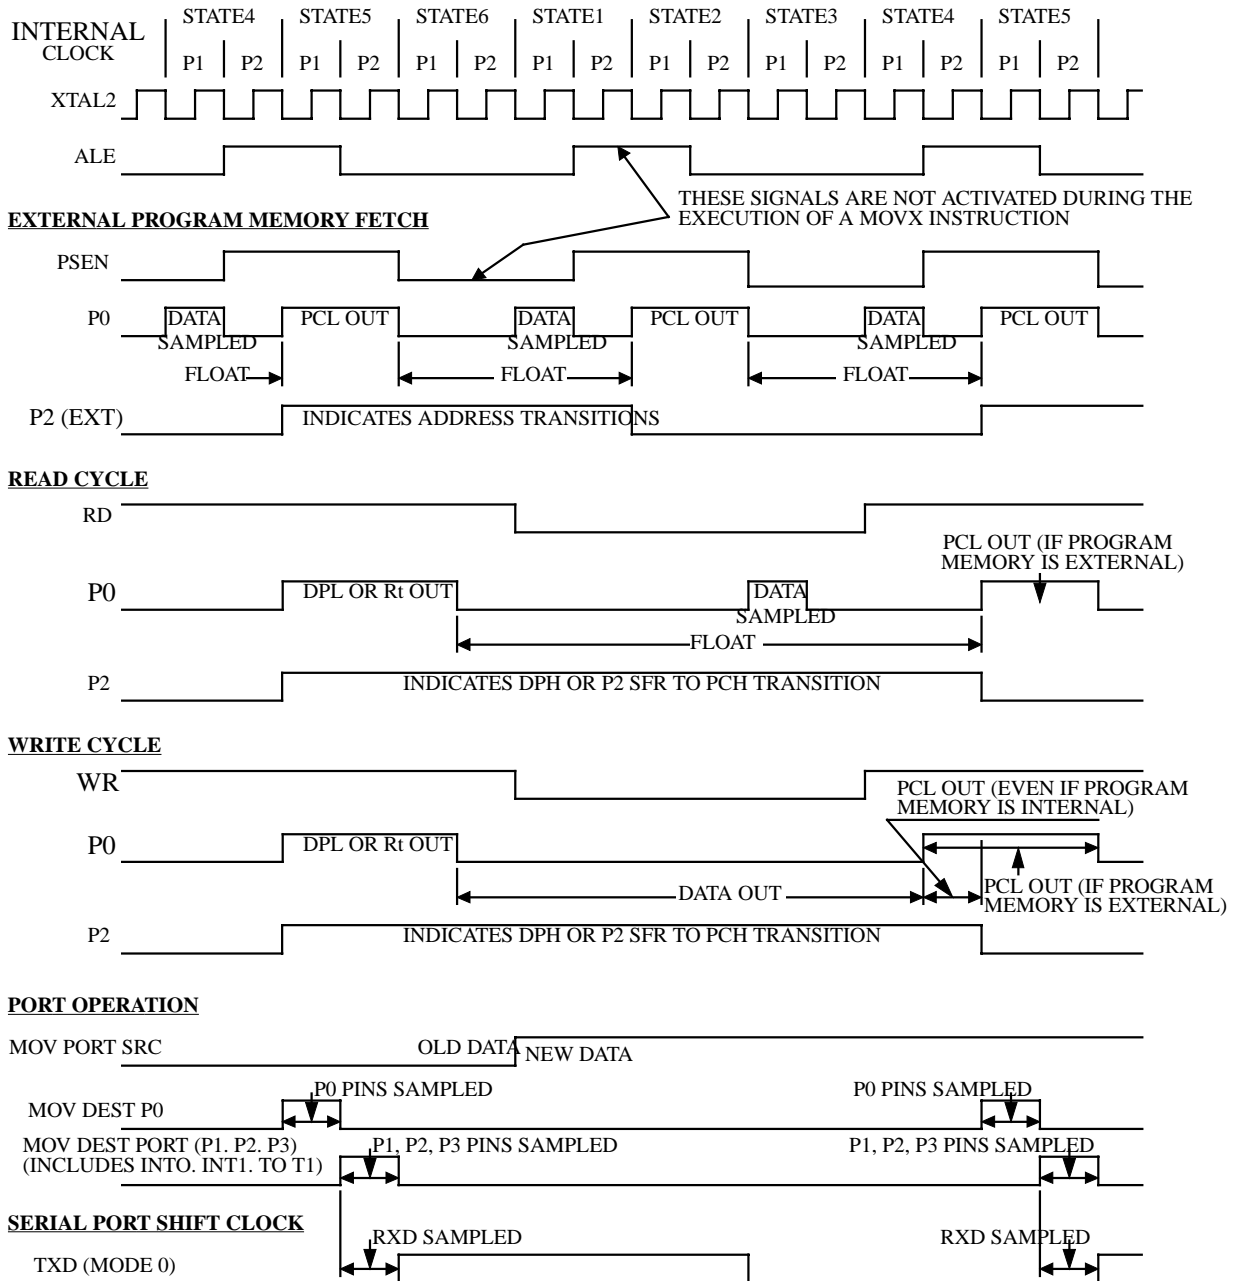 INTERNAL
CLOCK
STATE4 STATE5 STATE6 STATE1 STATE2 STATE3 STATE4 STATE5
P1 P2 P1 P2 P1 P2 P1 P2 P1 P2 P1 P2 P1 P2 P1 P2
XTAL2
ALE
THESE SIGNALS ARE NOT ACTIVATED DURING THE
EXECUTION OF A MOVX INSTRUCTION
EXTERNAL PROGRAM MEMORY FETCH
PSEN
P0 DATA PCL OUT DATA PCL OUT DATA PCL OUT
SAMPLED SAMPLED SAMPLED
FLOAT FLOAT FLOAT
P2 (EXT) INDICATES ADDRESS TRANSITIONS
READ CYCLE
RD
PCL OUT (IF PROGRAM
MEMORY IS EXTERNAL)
P0 DPL OR Rt OUT DATA
SAMPLED
FLOAT
P2 INDICATES DPH OR P2 SFR TO PCH TRANSITION
WRITE CYCLE
WR
PCL OUT (EVEN IF PROGRAM
MEMORY IS INTERNAL)
P0 DPL OR Rt OUT
DATA OUT
PCL OUT (IF PROGRAM
MEMORY IS EXTERNAL)
P2 INDICATES DPH OR P2 SFR TO PCH TRANSITION
PORT OPERATION
MOV PORT SRC OLD DATA NEW DATA
P0 PINS SAMPLED P0 PINS SAMPLED
MOV DEST P0
MOV DEST PORT (P1. P2. P3) P1, P2, P3 PINS SAMPLED P1, P2, P3 PINS SAMPLED
(INCLUDES INTO. INT1. TO T1)
SERIAL PORT SHIFT CLOCK
RXD SAMPLED RXD SAMPLED
TXD (MODE 0)